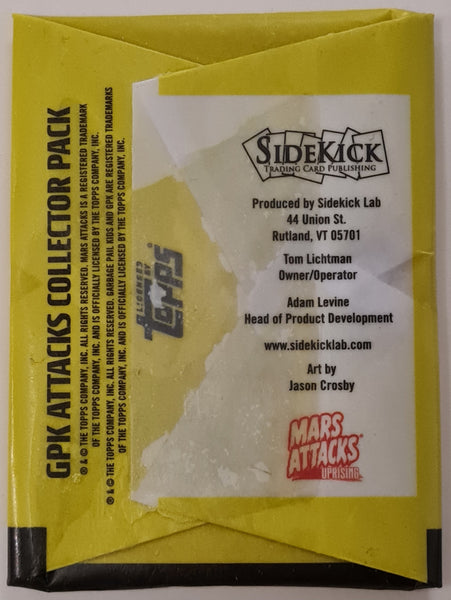 GPK ATTACKS COLLECTOR PACK
® & © THE TOPPS COMPANY, INC. ALL RIGHTS RESERVED. MARS ATTACKS IS A REGISTERED TRADEMARK
OF THE TOPPS COMPANY, INC. AND IS OFFICIALLY LICENSED BY THE TOPPS COMPANY, INC.
® & © THE TOPPS COMPANY, INC. ALL RIGHTS RESERVED. GARBAGE PAIL KIDS AND GPK ARE REGISTERED TRADEMARKS
OF THE TOPPS COMPANY, INC. AND IS OFFICIALLY LICENSED BY THE TOPPS COMPANY, INC.
LICENSED BY
Topps
SIDEKICK
TRADING CARD PUBLISHING
Produced by Sidekick Lab
44 Union St.
Rutland, VT 05701
Tom Lichtman
Owner/Operator
Adam Levine
Head of Product Development
www.sidekicklab.com
Art by
Jason Crosby
MARS
ATTACKS
UPRISING